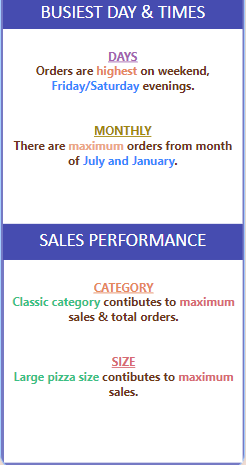 BUSIEST DAY & TIMES
DAYS
Orders are highest on weekend,
Friday/Saturday evenings.
MONTHLY
There are maximum orders from month
of July and January.
SALES PERFORMANCE
CATEGORY
Classic category contibutes to maximum
sales & total orders.
SIZE
Large pizza size contibutes to maximum
sales.